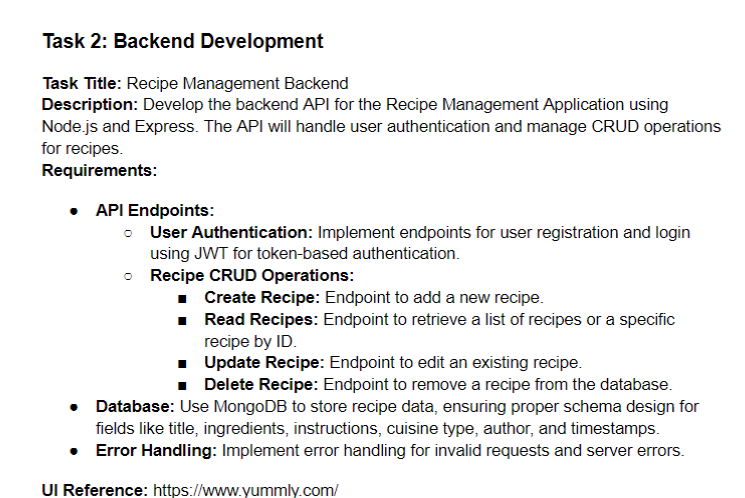 Task 2: Backend Development
Task Title: Recipe Management Backend
Description: Develop the backend API for the Recipe Management Application using
Node.js and Express. The API will handle user authentication and manage CRUD operations
for recipes.
Requirements:
● API Endpoints:
○ User Authentication: Implement endpoints for user registration and login
using JWT for token-based authentication.
○ Recipe CRUD Operations:
■ Create Recipe: Endpoint to add a new recipe.
■ Read Recipes: Endpoint to retrieve a list of recipes or a specific
recipe by ID.
■ Update Recipe: Endpoint to edit an existing recipe.
■ Delete Recipe: Endpoint to remove a recipe from the database.
● Database: Use MongoDB to store recipe data, ensuring proper schema design for
fields like title, ingredients, instructions, cuisine type, author, and timestamps.
● Error Handling: Implement error handling for invalid requests and server errors.
UI Reference: https://www.yummly.com/